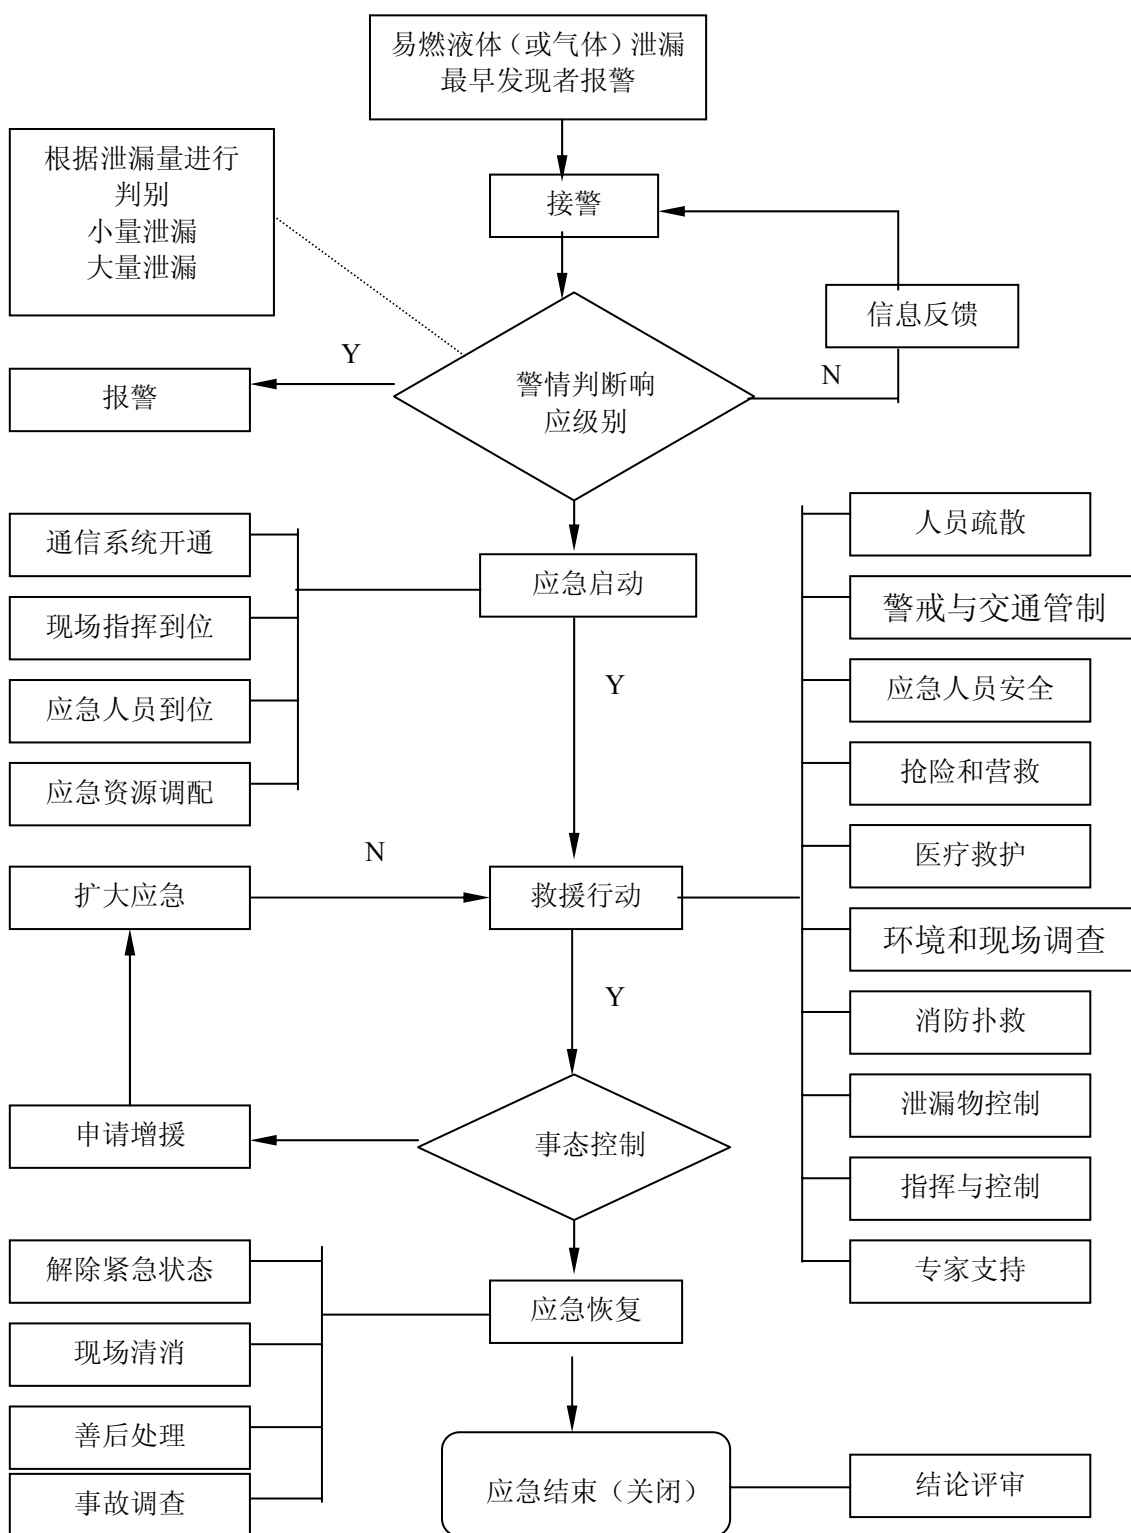 易燃液体（或气体）泄漏
最早发现者报警
根据泄漏量进行
判别
小量泄漏
大量泄漏
接警
信息反馈
Y
N
报警
警情判断响
应级别
通信系统开通
人员疏散
应急启动
警戒与交通管制
现场指挥到位
Y
应急人员到位
应急人员安全
应急资源调配
抢险和营救
N
医疗救护
扩大应急
救援行动
环境和现场调查
Y
消防扑救
泄漏物控制
申请增援
事态控制
指挥与控制
解除紧急状态
专家支持
应急恢复
现场清消
善后处理
应急结束（关闭）
结论评审
事故调查